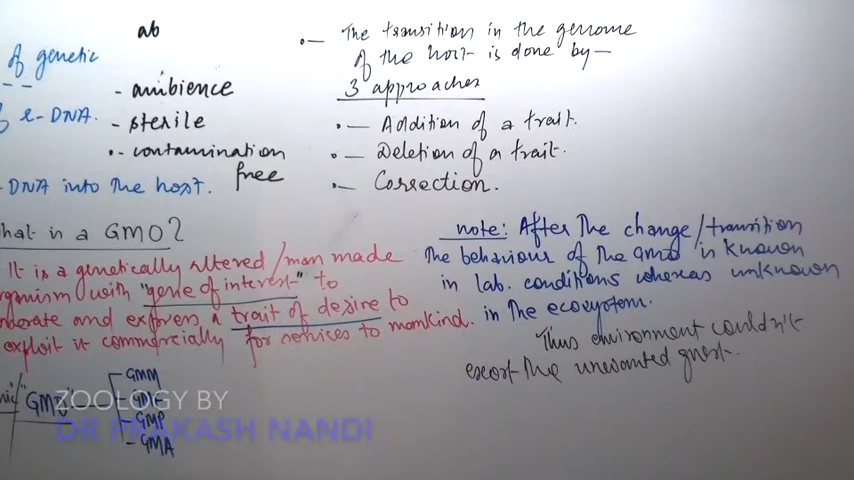 of genetic
r-DNA.
DNA into the host.
ab
- ambience
- sterile
- contamination
free
- The transition in the genome
of the host is done by -
3 approaches
- Addition of a trait.
- Deletion of a trait.
- Correction.
hat is a GMO?
It is a genetically altered/man made
organism with "gene of interest" to
and express a trait of desire to
exploit it commercially for services to mankind.
note: After the change/transition
the behaviour of the GMO is known
in lab. conditions whereas unknown
in the ecosystem.
Thus environment couldn't
the unwanted guest.
"GMO"
GMM
GMP
GMA
ZOOLOGY BY
DR PRAKASH NANDI